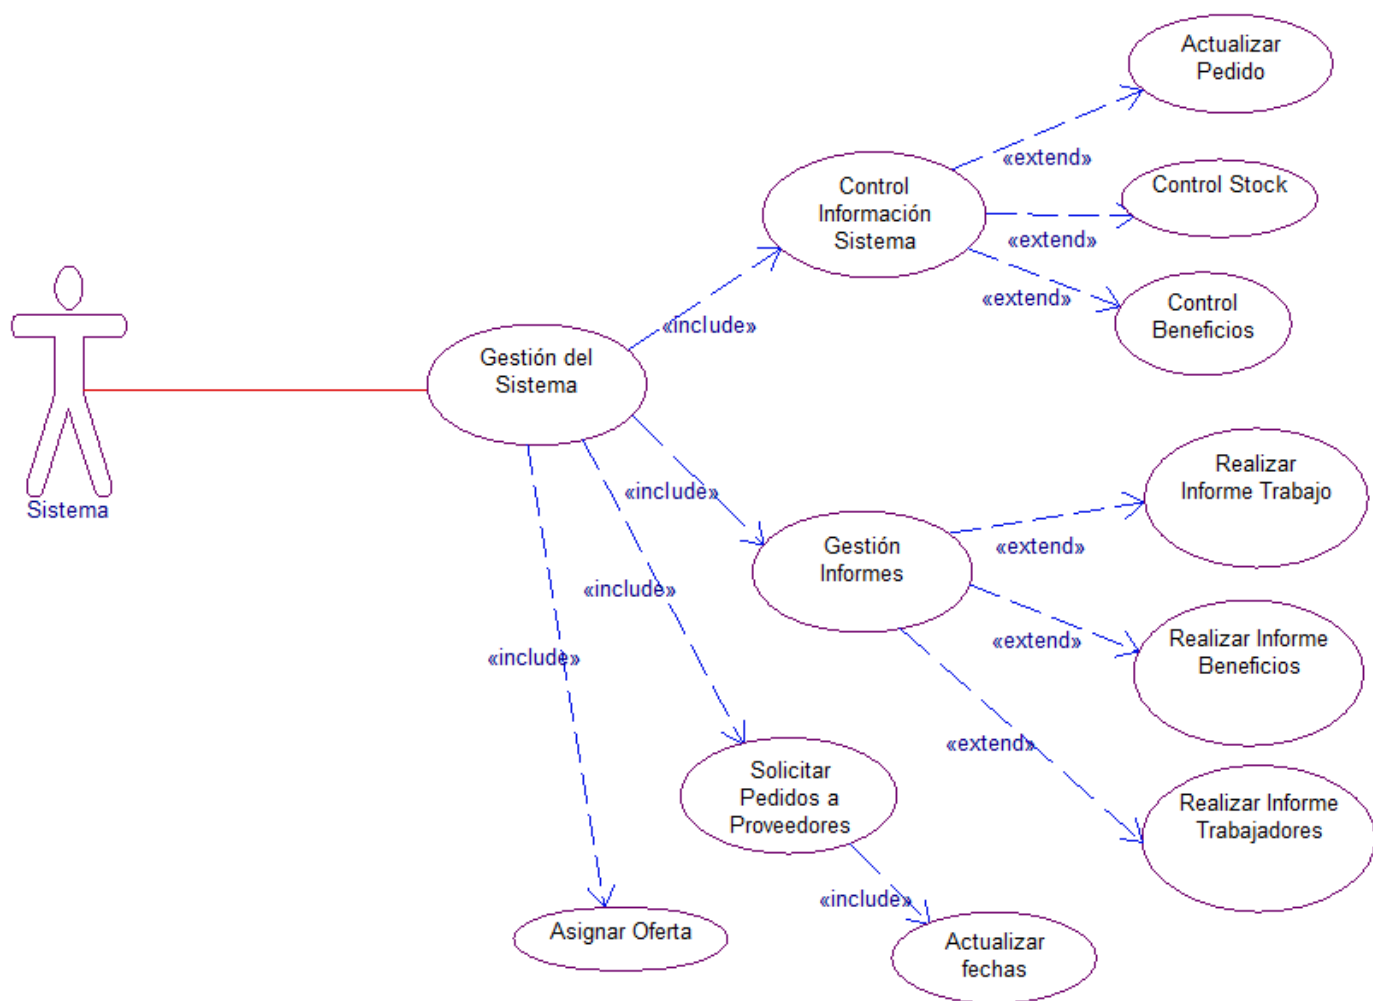 Actualizar
Pedido
«extend»
Control
Información
Sistema
Control Stock
«extend»
«extend»
Control
Beneficios
«include»
Gestión del
Sistema
Sistema
«include»
Realizar
Informe Trabajo
«extend»
Gestión
Informes
«include»
«extend»
Realizar Informe
Beneficios
«include»
«extend»
Solicitar
Pedidos a
Proveedores
Realizar Informe
Trabajadores
«include»
Asignar Oferta
Actualizar
fechas